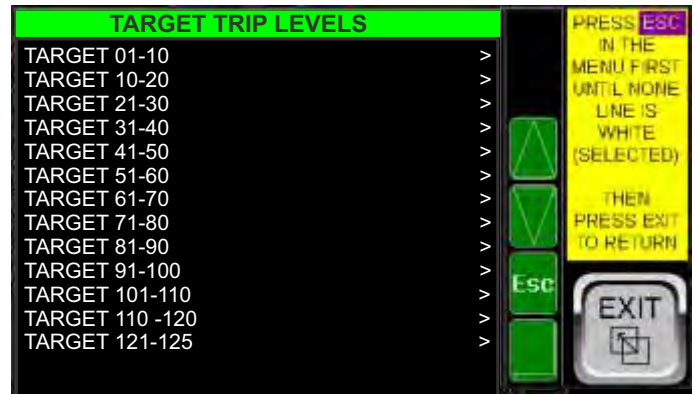 TARGET TRIP LEVELS
TARGET 01-10 >
TARGET 10-20 >
TARGET 21-30 >
TARGET 31-40 >
TARGET 41-50 >
TARGET 51-60 >
TARGET 61-70 >
TARGET 71-80 >
TARGET 81-90 >
TARGET 91-100 >
TARGET 101-110 >
TARGET 110 -120 >
TARGET 121-125 >
Esc
PRESS ESC
IN THE
MENU FIRST
UNTIL NONE
LINE IS
WHITE
(SELECTED)
THEN
PRESS EXIT
TO RETURN
EXIT